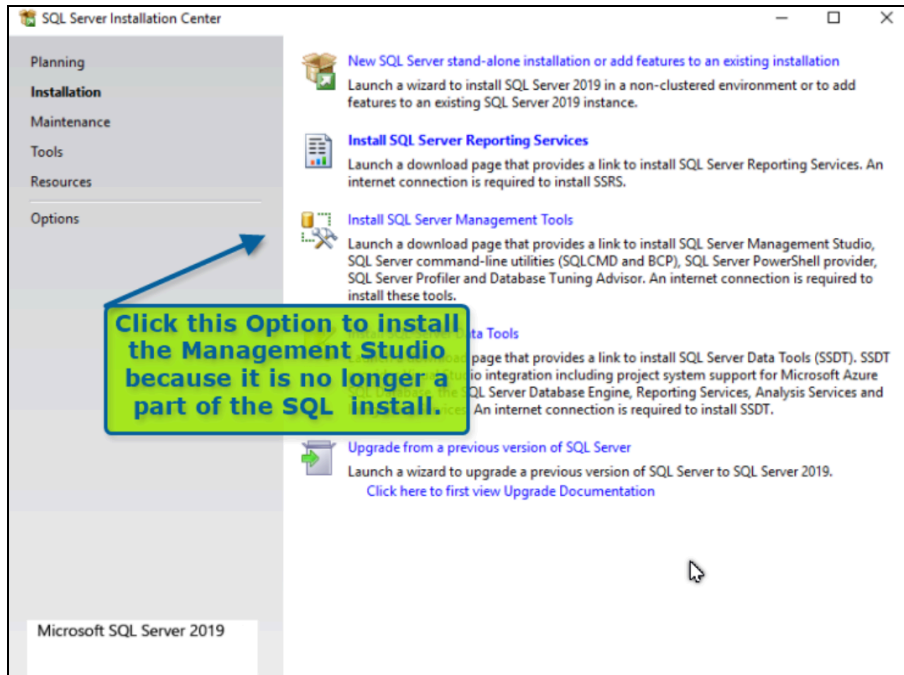 SQL Server Installation Center
Planning
Installation
Maintenance
Tools
Resources
Options
New SQL Server stand-alone installation or add features to an existing installation
Launch a wizard to install SQL Server 2019 in a non-clustered environment or to add
features to an existing SQL Server 2019 instance.
Install SQL Server Reporting Services
Launch a download page that provides a link to install SQL Server Reporting Services. An
internet connection is required to install SSRS.
Install SQL Server Management Tools
Launch a download page that provides a link to install SQL Server Management Studio,
SQL Server command-line utilities (SQLCMD and BCP), SQL Server PowerShell provider,
SQL Server Profiler and Database Tuning Advisor. An internet connection is required to
install these tools.
Click this Option to install
the Management Studio
because it is no longer a
part of the SQL install.
Data Tools
page that provides a link to install SQL Server Data Tools (SSDT). SSDT
integration including project system support for Microsoft Azure
SQL Server Database Engine, Reporting Services, Analysis Services and
An internet connection is required to install SSDT.
Upgrade from a previous version of SQL Server
Launch a wizard to upgrade a previous version of SQL Server to SQL Server 2019.
Click here to first view Upgrade Documentation
Microsoft SQL Server 2019